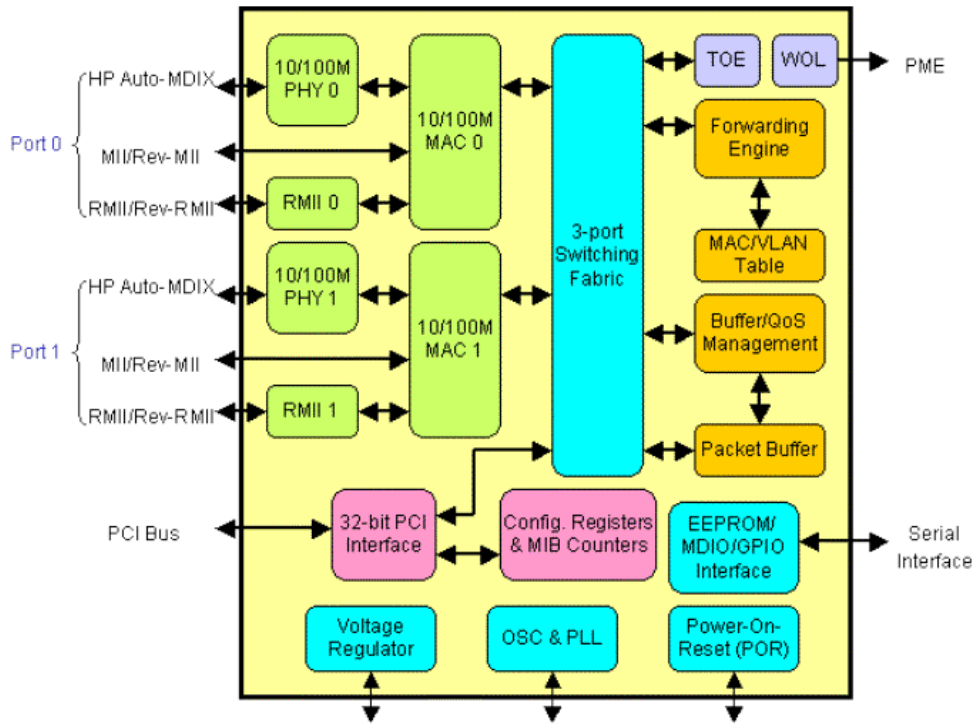 HP Auto-MDIX
Port 0
MII/Rev-MII
RMII/Rev-RMII
10/100M
PHY 0
RMII 0
10/100M
MAC 0
HP Auto-MDIX
Port 1
MII/Rev-MII
RMII/Rev-RMII
10/100M
PHY 1
RMII 1
10/100M
MAC 1
3-port
Switching
Fabric
TOE
WOL
PME
Forwarding
Engine
MAC/VLAN
Table
Buffer/QoS
Management
Packet Buffer
PCI Bus
32-bit PCI
Interface
Config. Registers
& MIB Counters
EEPROM/
MDIO/GPIO
Interface
Serial
Interface
Voltage
Regulator
OSC & PLL
Power-On-
Reset (POR)